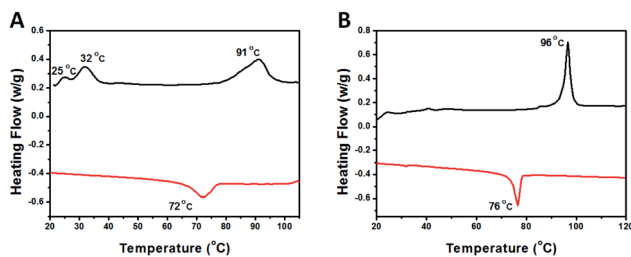 A
Heating Flow (w/g)
0.6
0.4
0.2
0.0
-0.2
-0.4
-0.6
25°C
32°C
91°C
72°C
20 30 40 50 60 70 80 90 100
Temperature (°C)
B
Heating Flow (w/g)
0.8
0.6
0.4
0.2
0.0
-0.2
-0.4
-0.6
96°C
76°C
20 40 60 80 100 120
Temperature (°C)